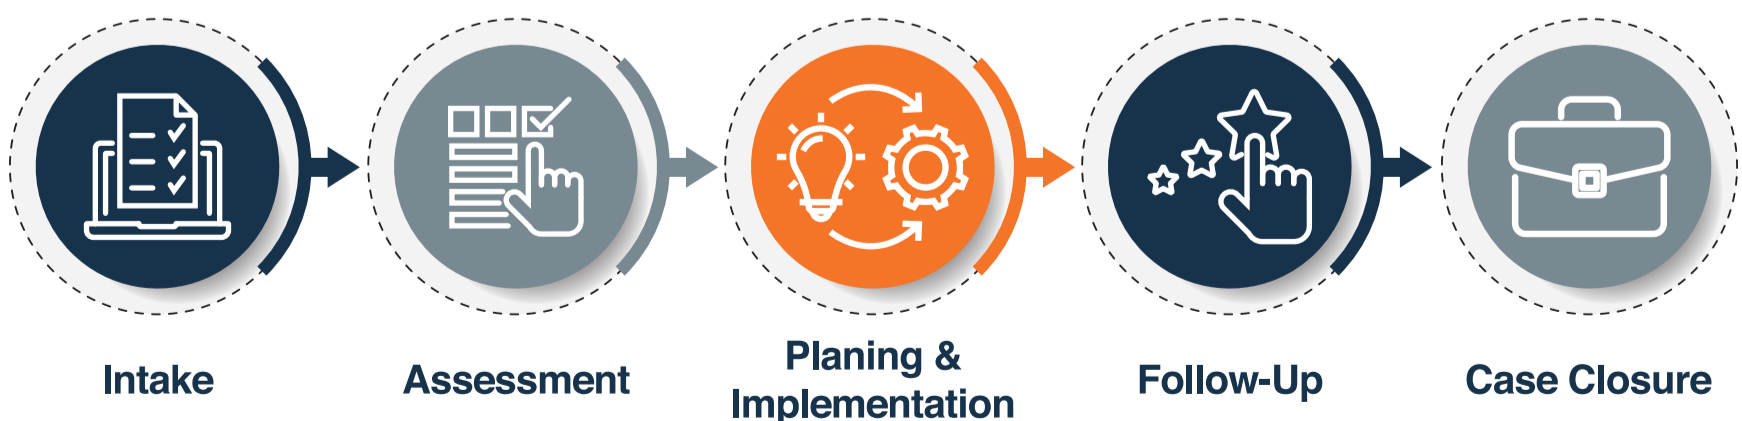 Intake
Assessment
Planing &
Implementation
Follow-Up
Case Closure